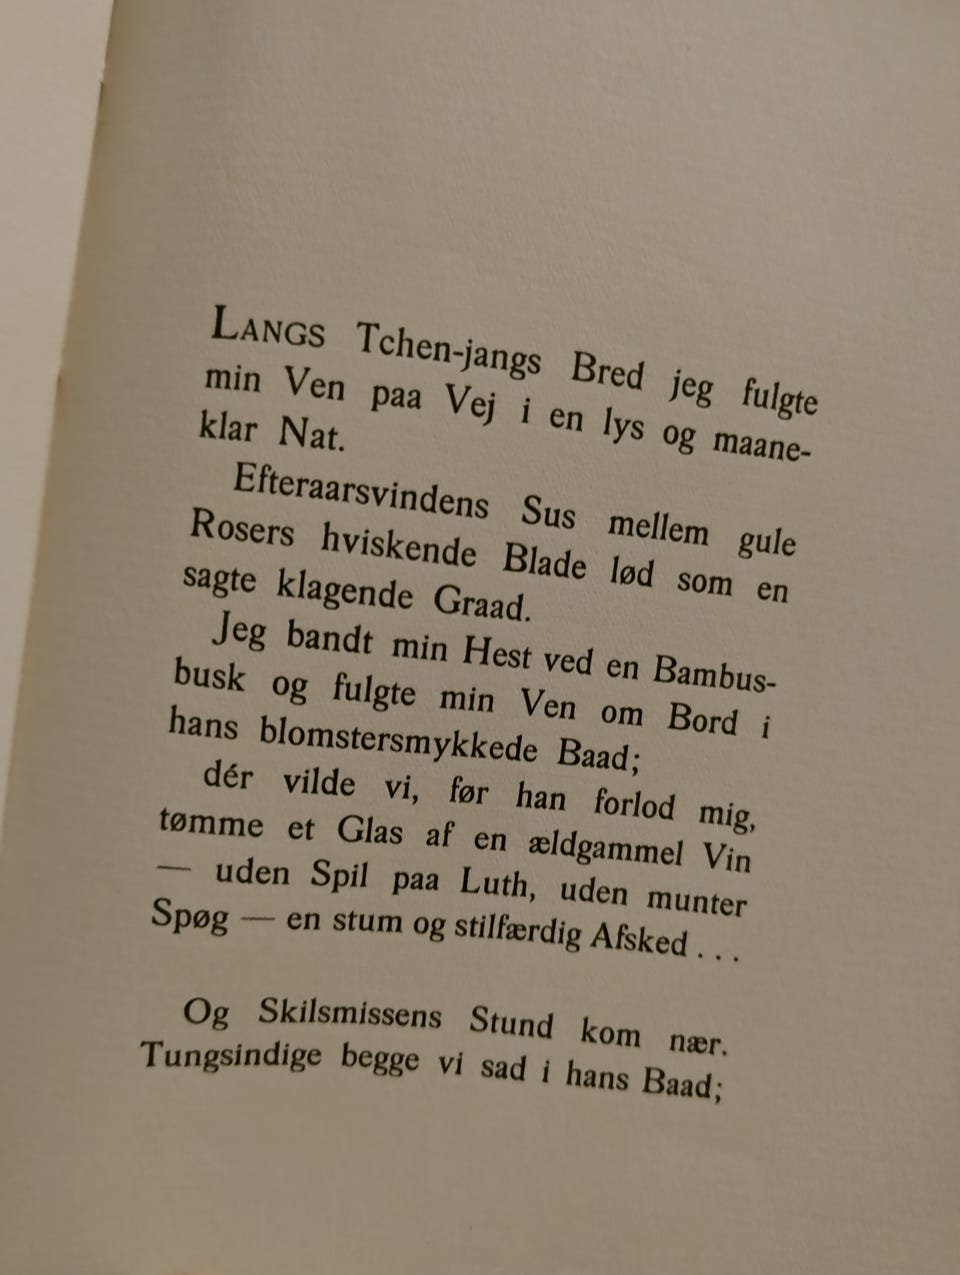 LANGS Tchen-jangs Bred jeg fulgte
min Ven paa Vej i en lys og maane-
klar Nat.
Efteraarsvindens Sus mellem gule
Rosers hviskende Blade lød som en
sagte klagende Graad.
Jeg bandt min Hest ved en Bambus-
busk og fulgte min Ven om Bord i
hans blomstersmykkede Baad;
dér vilde vi, før han forlod mig,
tømme et Glas af en ældgammel Vin
— uden Spil paa Luth, uden munter
Spøg — en stum og stilfærdig Afsked . . .
Og Skilsmissens Stund kom nær.
Tungsindige begge vi sad i hans Baad;